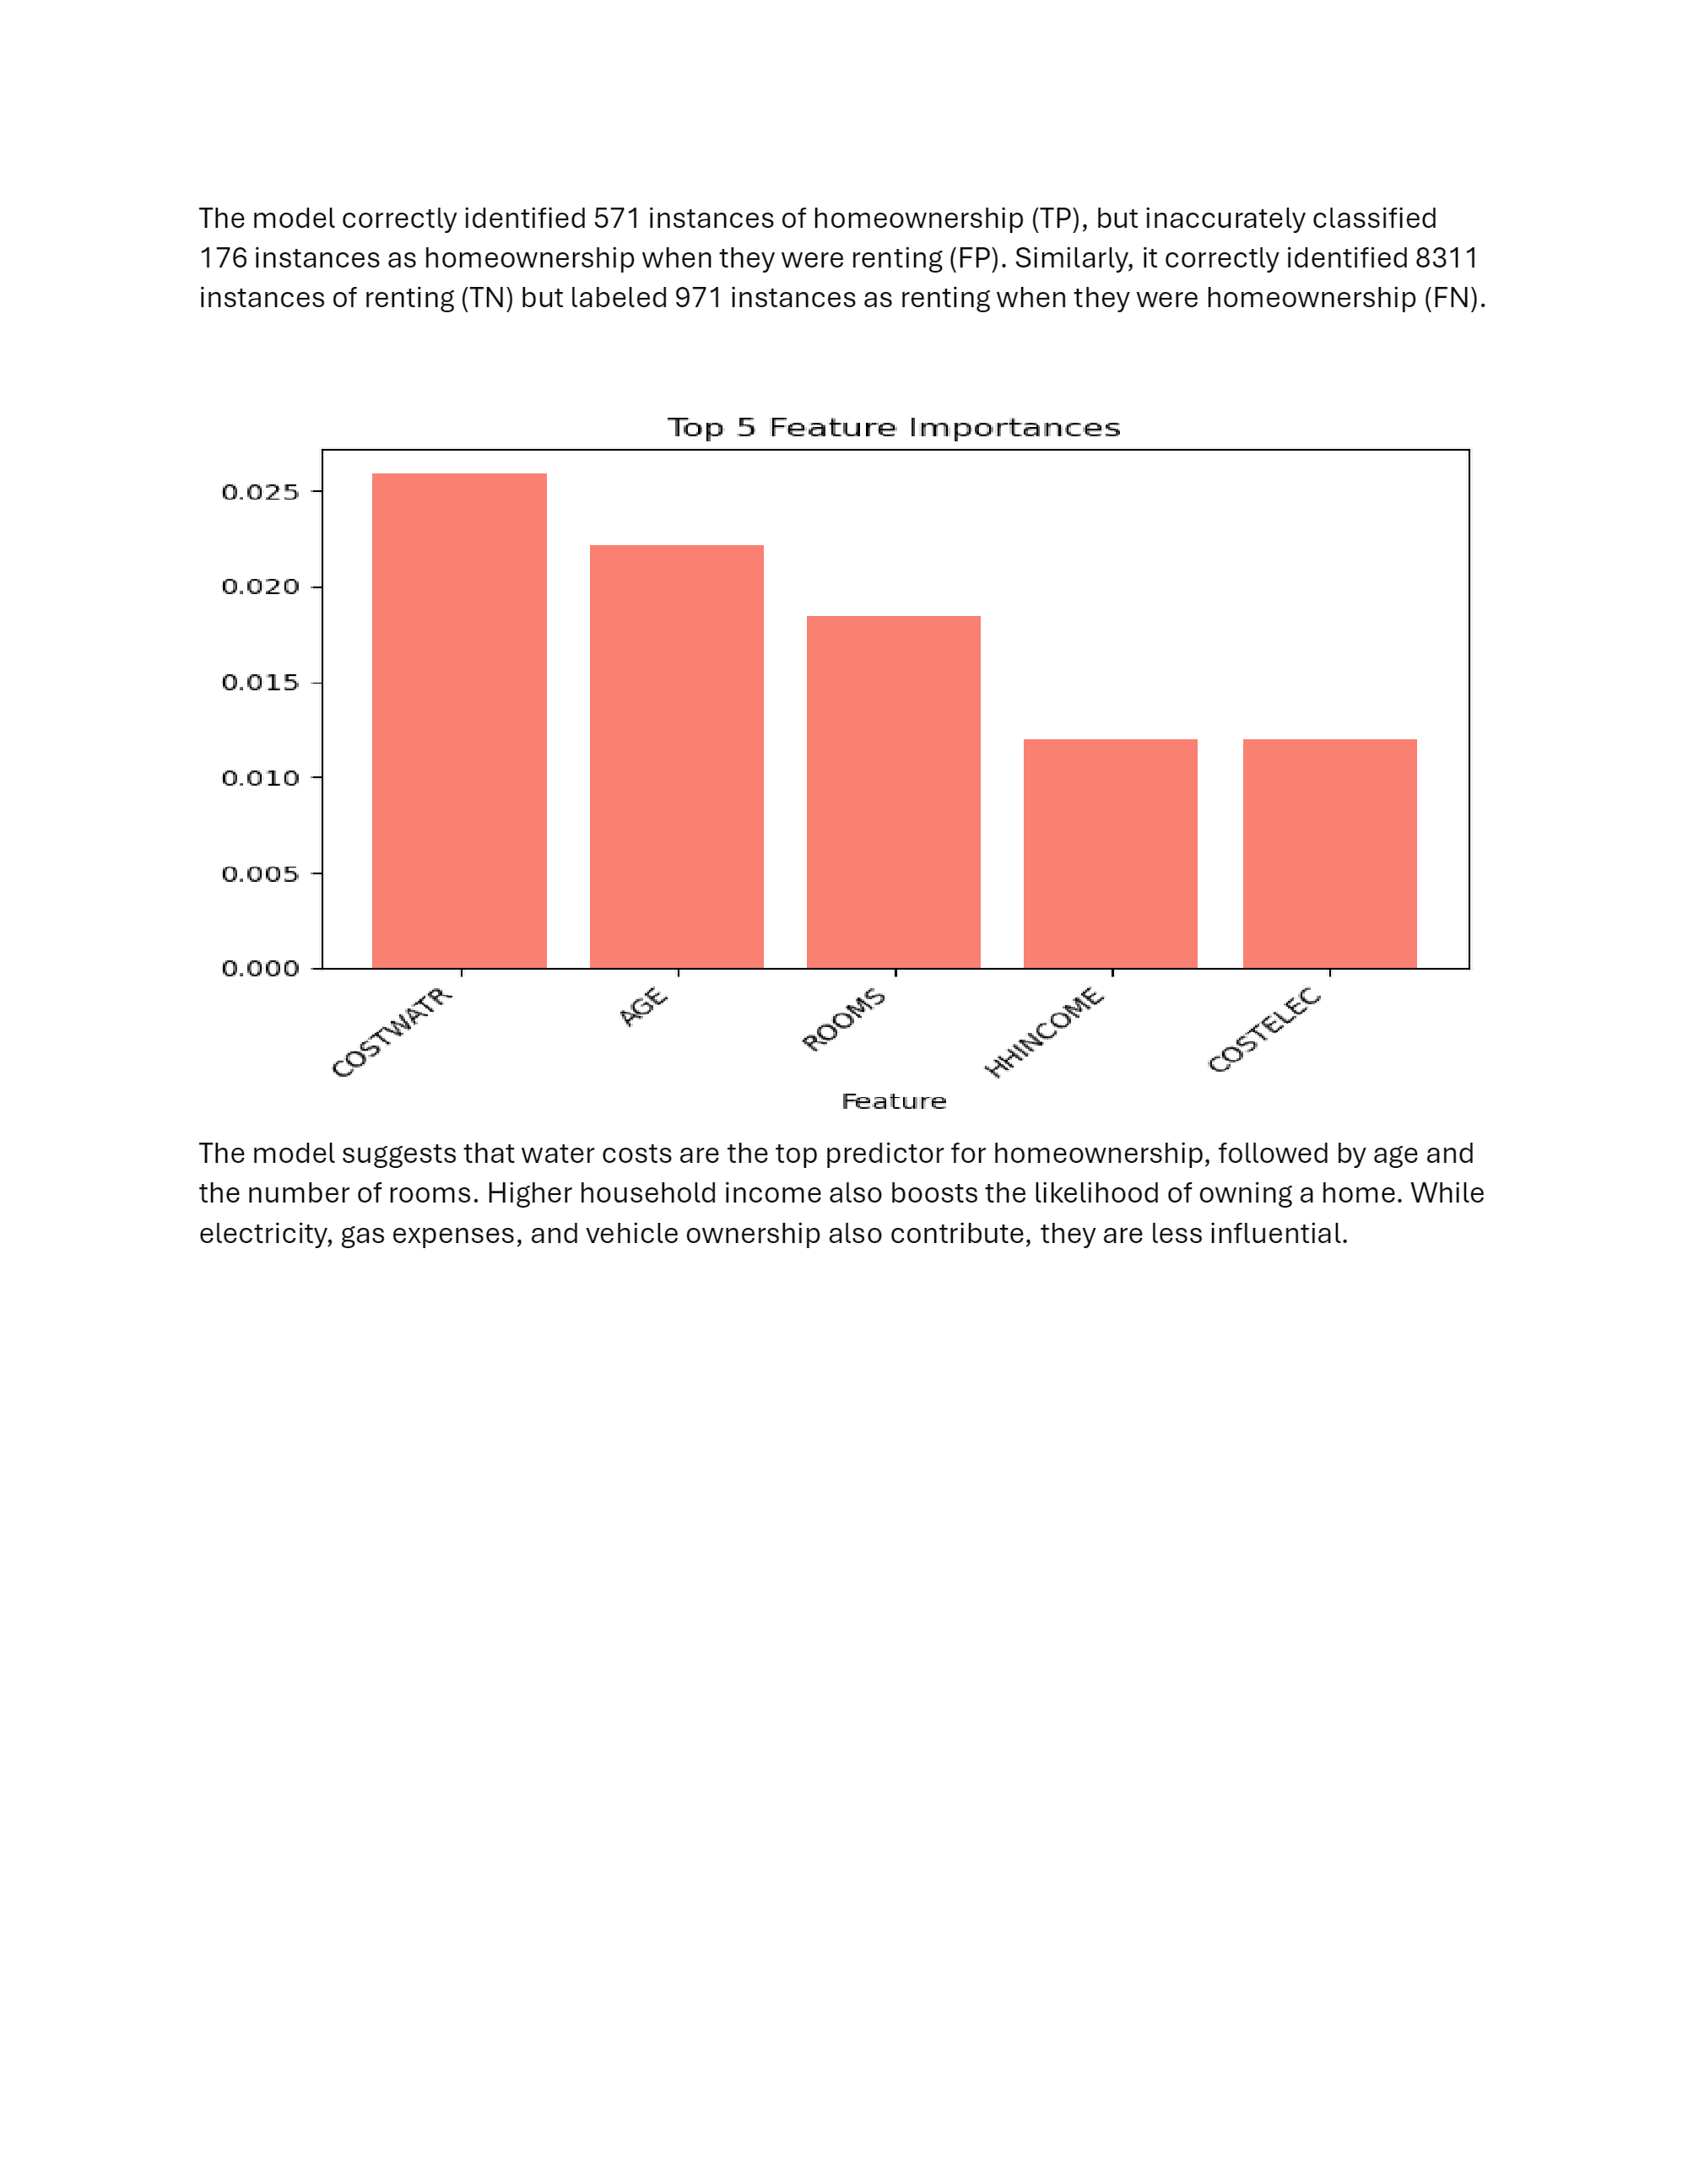 The model correctly identified 571 instances of homeownership (TP), but inaccurately classified
176 instances as homeownership when they were renting (FP). Similarly, it correctly identified 8311
instances of renting (TN) but labeled 971 instances as renting when they were homeownership (FN).
Top 5 Feature Importances
0.025
0.020
0.015
0.010
0.005
0.000
COSTWATR
AGE
ROOMS
HHINCOME
COSTELEC
Feature
The model suggests that water costs are the top predictor for homeownership, followed by age and
the number of rooms. Higher household income also boosts the likelihood of owning a home. While
electricity, gas expenses, and vehicle ownership also contribute, they are less influential.